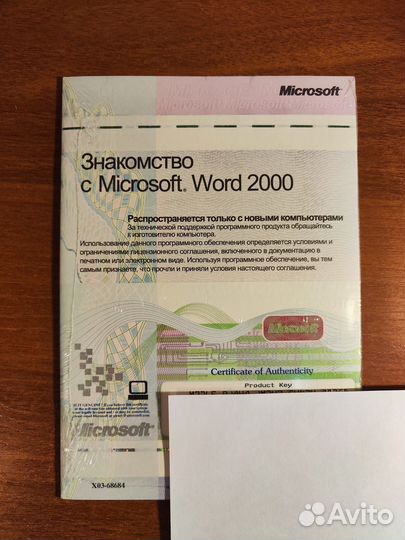 Microsoft
Знакомство
с Microsoft® Word 2000
Распространяется только с новыми компьютерами
За технической поддержкой программного продукта обращайтесь
к изготовителю компьютера.
Использование данного программного обеспечения определяется условиями и
ограничениями лицензионного соглашения, включенного в документацию в
печатном или электронном виде. Используя программное обеспечение, вы тем
самым признаете, что прочли и приняли условия настоящего соглашения.
Microsoft
Certificate of Authenticity
Product Key
Microsoft
X03-68684
Avito